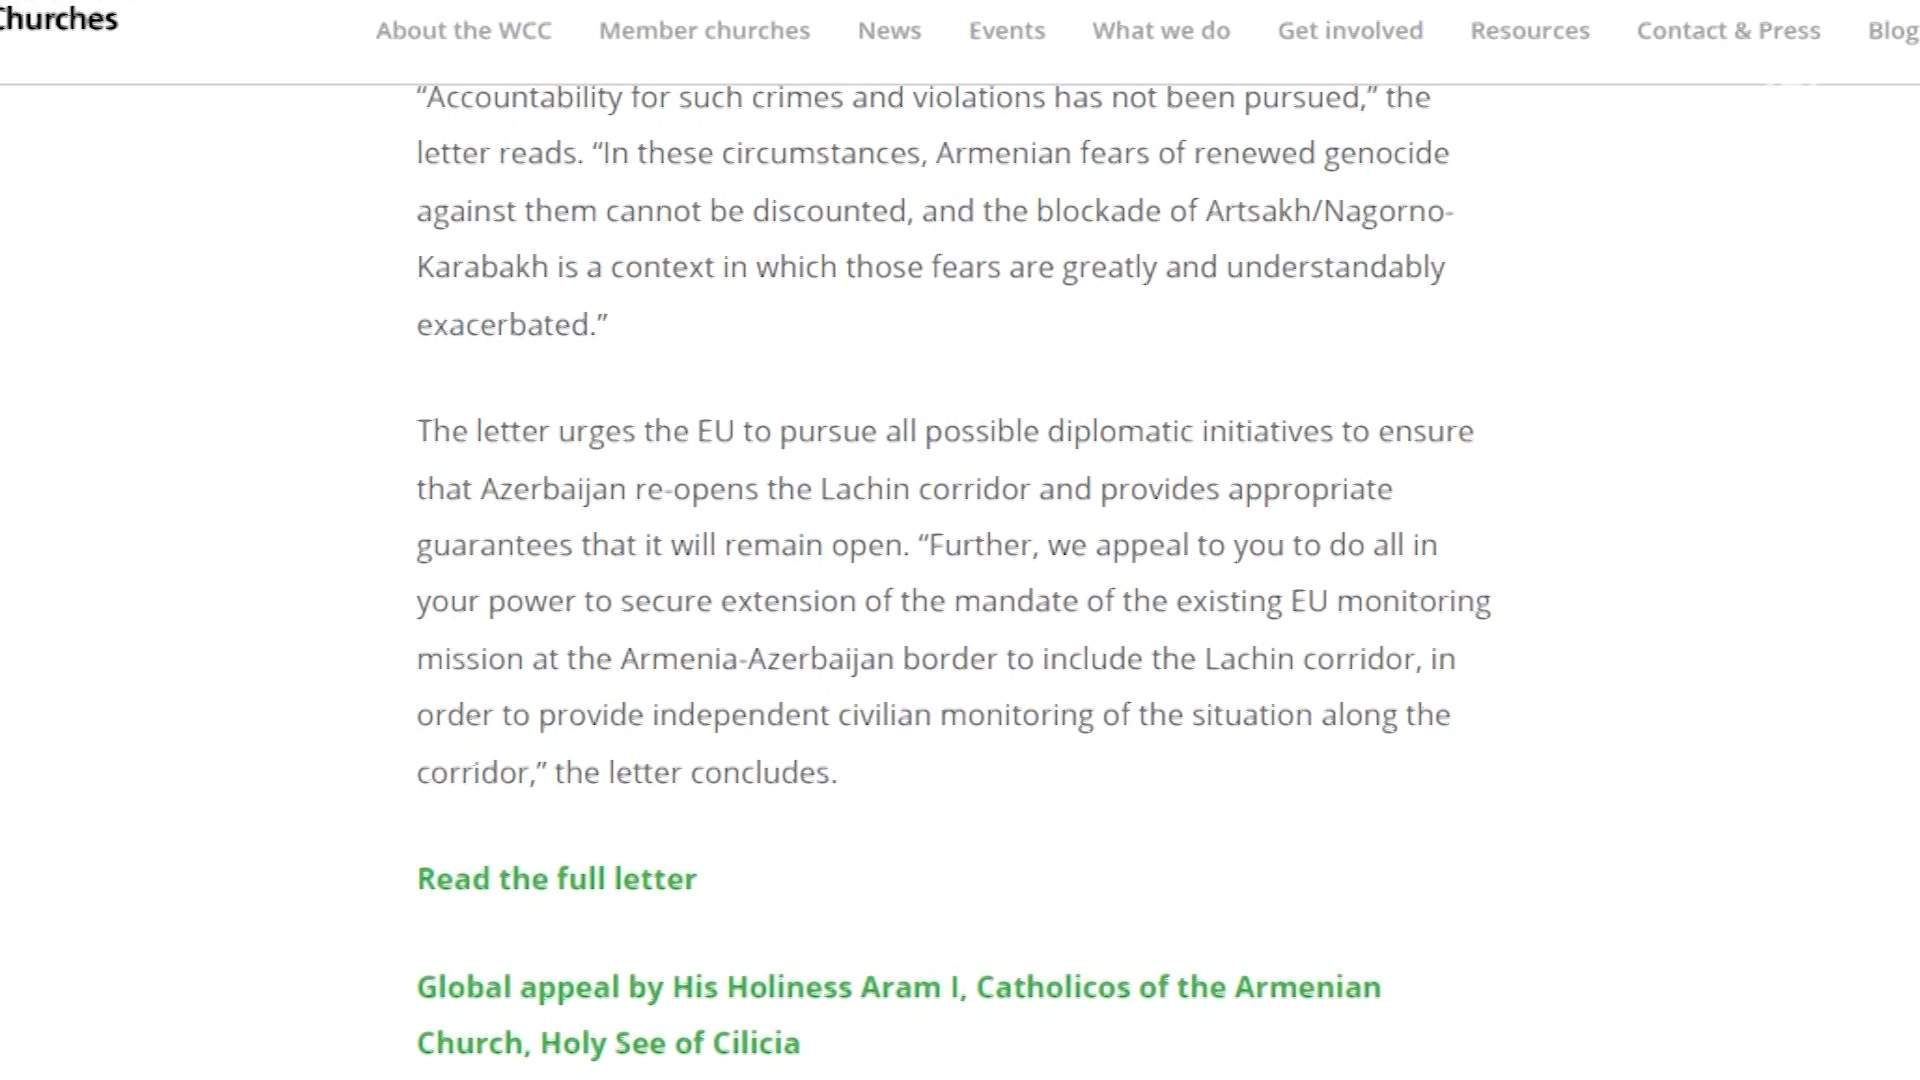 Churches
About the WCC Member churches News Events What we do Get involved Resources Contact & Press Blog
“Accountability for such crimes and violations has not been pursued,” the
letter reads. “In these circumstances, Armenian fears of renewed genocide
against them cannot be discounted, and the blockade of Artsakh/Nagorno-
Karabakh is a context in which those fears are greatly and understandably
exacerbated.”
The letter urges the EU to pursue all possible diplomatic initiatives to ensure
that Azerbaijan re-opens the Lachin corridor and provides appropriate
guarantees that it will remain open. “Further, we appeal to you to do all in
your power to secure extension of the mandate of the existing EU monitoring
mission at the Armenia-Azerbaijan border to include the Lachin corridor, in
order to provide independent civilian monitoring of the situation along the
corridor,” the letter concludes.
Read the full letter
Global appeal by His Holiness Aram I, Catholicos of the Armenian
Church, Holy See of Cilicia